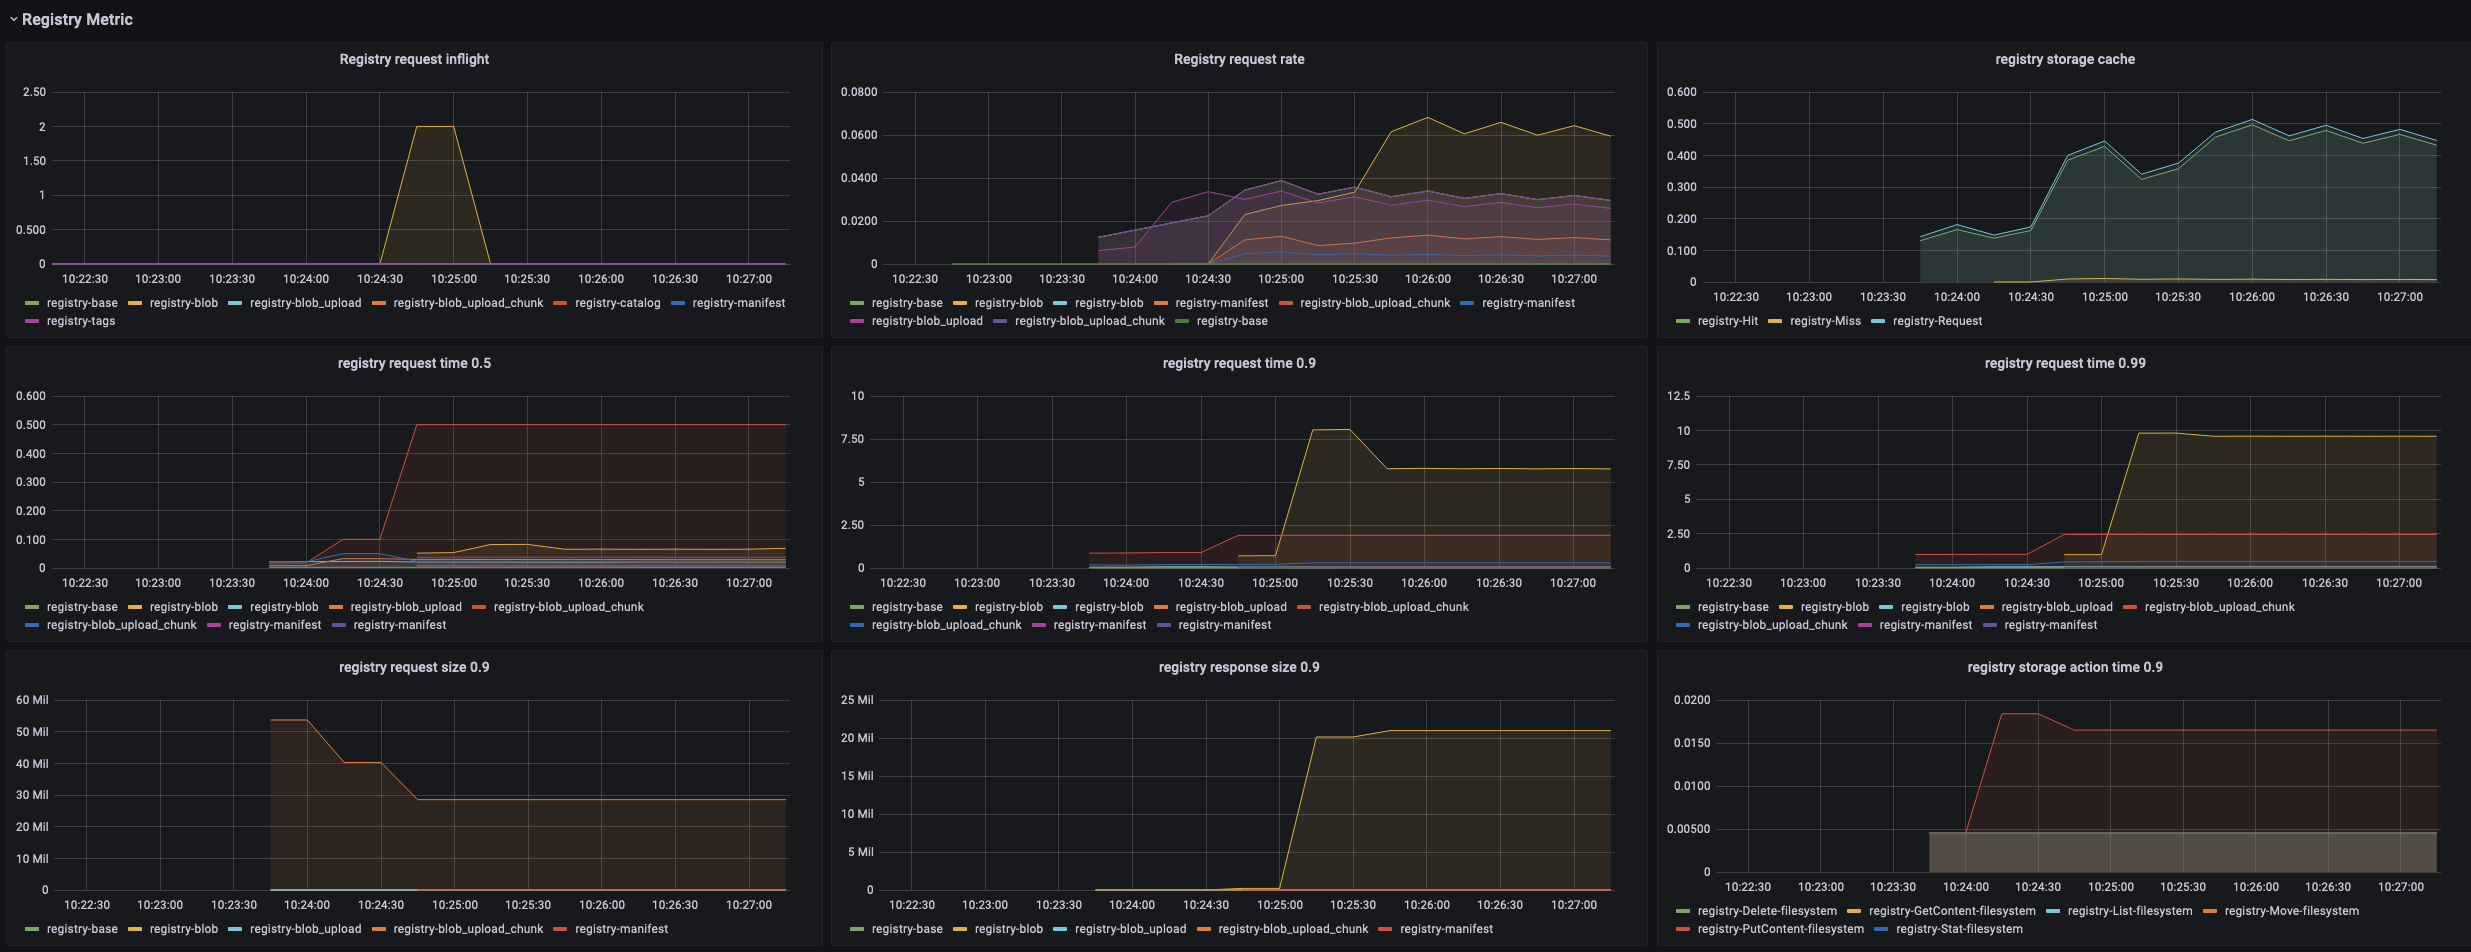 Registry Metric
Registry request inflight
2.50
2
1.50
1
0.500
0
10:22:30 10:23:00 10:23:30 10:24:00 10:24:30 10:25:00 10:25:30 10:26:00 10:26:30 10:27:00
registry-base registry-blob registry-blob_upload registry-blob_upload_chunk registry-catalog registry-manifest
registry-tags
Registry request rate
0.0800
0.0600
0.0400
0.0200
0
10:22:30 10:23:00 10:23:30 10:24:00 10:24:30 10:25:00 10:25:30 10:26:00 10:26:30 10:27:00
registry-base registry-blob registry-blob registry-manifest registry-blob_upload_chunk registry-manifest
registry-blob_upload registry-blob_upload_chunk registry-base
registry storage cache
0.600
0.500
0.400
0.300
0.200
0.100
0
10:22:30 10:23:00 10:23:30 10:24:00 10:24:30 10:25:00 10:25:30 10:26:00 10:26:30 10:27:00
registry-Hit registry-Miss registry-Request
registry request time 0.5
0.600
0.500
0.400
0.300
0.200
0.100
0
10:22:30 10:23:00 10:23:30 10:24:00 10:24:30 10:25:00 10:25:30 10:26:00 10:26:30 10:27:00
registry-base registry-blob registry-blob registry-blob_upload registry-blob_upload_chunk
registry-blob_upload_chunk registry-manifest registry-manifest
registry request time 0.9
10
7.50
5
2.50
0
10:22:30 10:23:00 10:23:30 10:24:00 10:24:30 10:25:00 10:25:30 10:26:00 10:26:30 10:27:00
registry-base registry-blob registry-blob registry-blob_upload registry-blob_upload_chunk
registry-blob_upload_chunk registry-manifest registry-manifest
registry request time 0.99
12.5
10
7.50
5
2.50
0
10:22:30 10:23:00 10:23:30 10:24:00 10:24:30 10:25:00 10:25:30 10:26:00 10:26:30 10:27:00
registry-base registry-blob registry-blob registry-blob_upload registry-blob_upload_chunk
registry-blob_upload_chunk registry-manifest registry-manifest
registry request size 0.9
60 Mil
50 Mil
40 Mil
30 Mil
20 Mil
10 Mil
0
10:22:30 10:23:00 10:23:30 10:24:00 10:24:30 10:25:00 10:25:30 10:26:00 10:26:30 10:27:00
registry-base registry-blob registry-blob_upload registry-blob_upload_chunk registry-manifest
registry response size 0.9
25 Mil
20 Mil
15 Mil
10 Mil
5 Mil
0
10:22:30 10:23:00 10:23:30 10:24:00 10:24:30 10:25:00 10:25:30 10:26:00 10:26:30 10:27:00
registry-base registry-blob registry-blob_upload registry-blob_upload_chunk registry-manifest
registry storage action time 0.9
0.0200
0.0150
0.0100
0.00500
0
10:22:30 10:23:00 10:23:30 10:24:00 10:24:30 10:25:00 10:25:30 10:26:00 10:26:30 10:27:00
registry-Delete-filesystem registry-GetContent-filesystem registry-List-filesystem registry-Move-filesystem
registry-PutContent-filesystem registry-Stat-filesystem